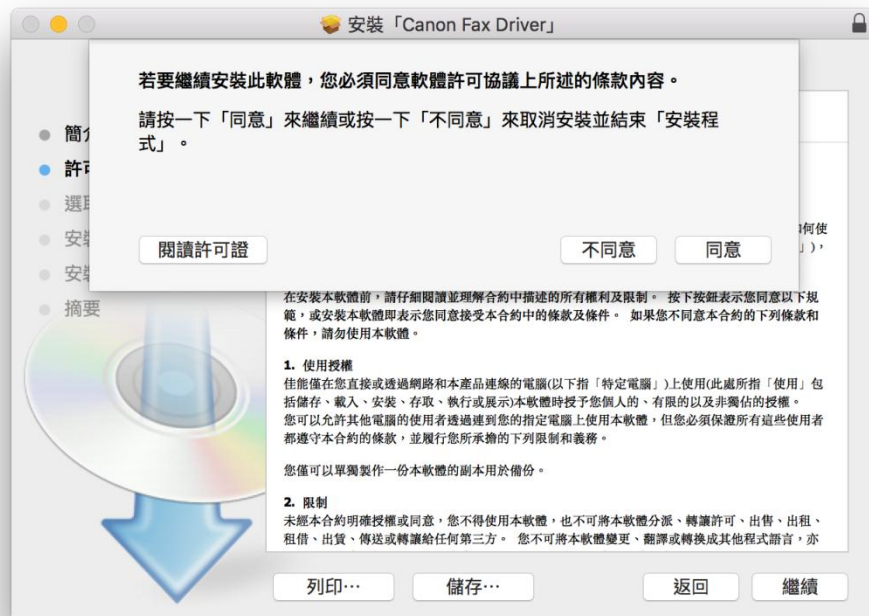 安裝「Canon Fax Driver」
若要繼續安裝此軟體，您必須同意軟體許可協議上所述的條款內容。
請按一下「同意」來繼續或按一下「不同意」來取消安裝並結束「安裝程
式」。
閱讀許可證
不同意
同意
簡
許
選
安
安
摘要
何使
」)，
在安裝本軟體前，請仔細閱讀並理解合約中描述的所有權利及限制。 按下按鈕表示您同意以下規
範，或安裝本軟體即表示您同意接受本合約中的條款及條件。 如果您不同意本合約的下列條款和
條件，請勿使用本軟體。
1. 使用授權
佳能僅在您直接或透過網路和本產品連線的電腦(以下指「特定電腦」)上使用(此處所指「使用」包
括儲存、載入、安裝、存取、執行或展示)本軟體時授予您個人的、有限的以及非獨佔的授權。
您可以允許其他電腦的使用者透過連到您的指定電腦上使用本軟體，但您必須保證所有這些使用者
都遵守本合約的條款，並履行您所承擔的下列限制和義務。
您僅可以單獨製作一份本軟體的副本用於備份。
2. 限制
未經本合約明確授權或同意，您不得使用本軟體，也不可將本軟體分派、轉讓許可、出售、出租、
租借、出賃、傳送或轉讓給任何第三方。 您不可將本軟體變更、翻譯或轉換成其他程式語言，亦
列印⋯
儲存⋯
返回
繼續